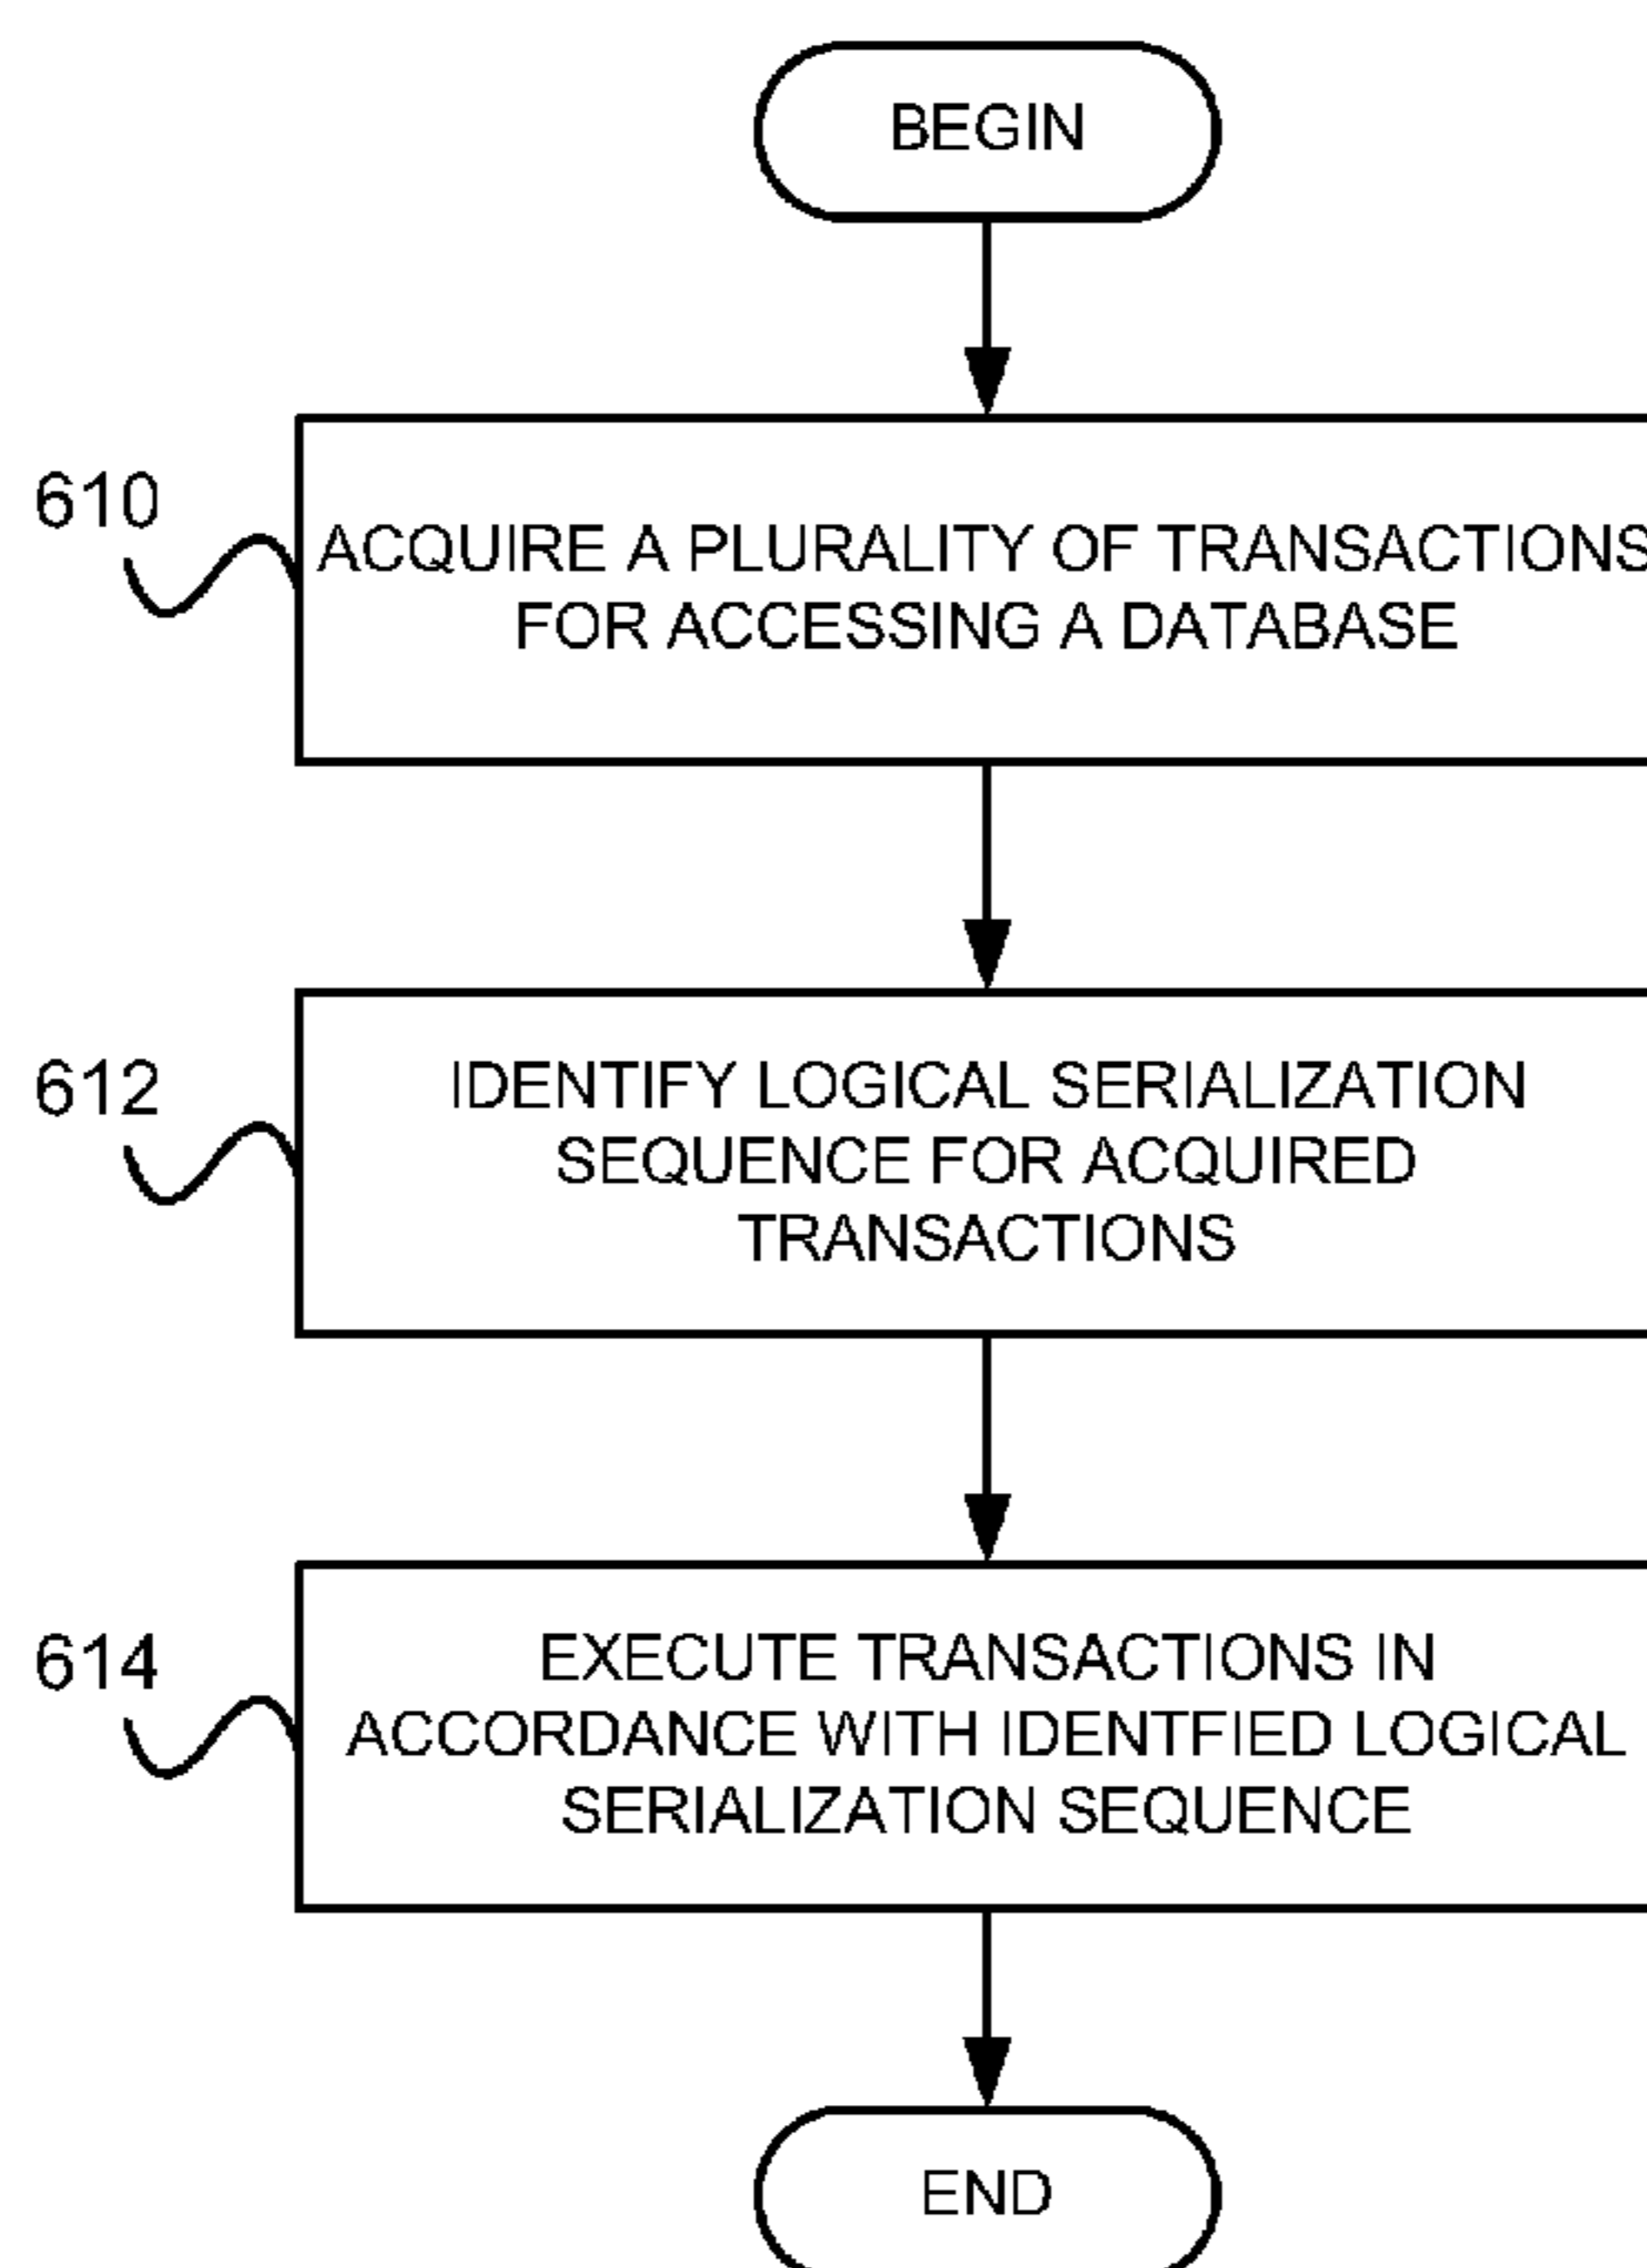 BEGIN
610
ACQUIRE A PLURALITY OF TRANSACTIONS
FOR ACCESSING A DATABASE
612
IDENTIFY LOGICAL SERIALIZATION
SEQUENCE FOR ACQUIRED
TRANSACTIONS
614
EXECUTE TRANSACTIONS IN
ACCORDANCE WITH IDENTFIED LOGICAL
SERIALIZATION SEQUENCE
END